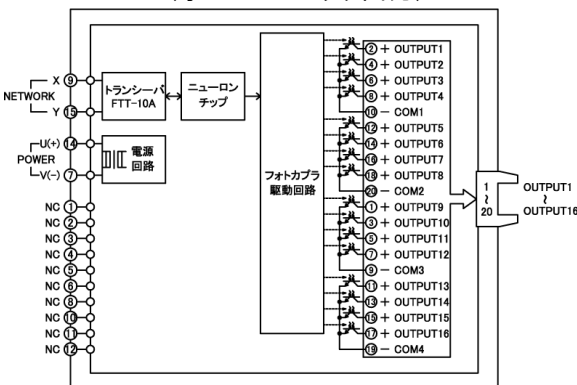 X ⑨
NETWORK
Y ⑮
トランシーバ
FTT-10A
ニューロン
チップ
U(+) ⑭
POWER
V(-) ⑦
電源
回路
NC ①
NC ②
NC ③
NC ④
NC ⑤
NC ⑥
NC ⑧
NC ⑩
NC ⑪
NC ⑫
フォトカプラ
駆動回路
② + OUTPUT1
④ + OUTPUT2
⑥ + OUTPUT3
⑧ + OUTPUT4
⑩ - COM1
⑫ + OUTPUT5
⑭ + OUTPUT6
⑯ + OUTPUT7
⑱ + OUTPUT8
⑳ - COM2
① + OUTPUT9
③ + OUTPUT10
⑤ + OUTPUT11
⑦ + OUTPUT12
⑨ - COM3
⑪ + OUTPUT13
⑬ + OUTPUT14
⑮ + OUTPUT15
⑰ + OUTPUT16
⑲ - COM4
1
~
20
OUTPUT1
~
OUTPUT16